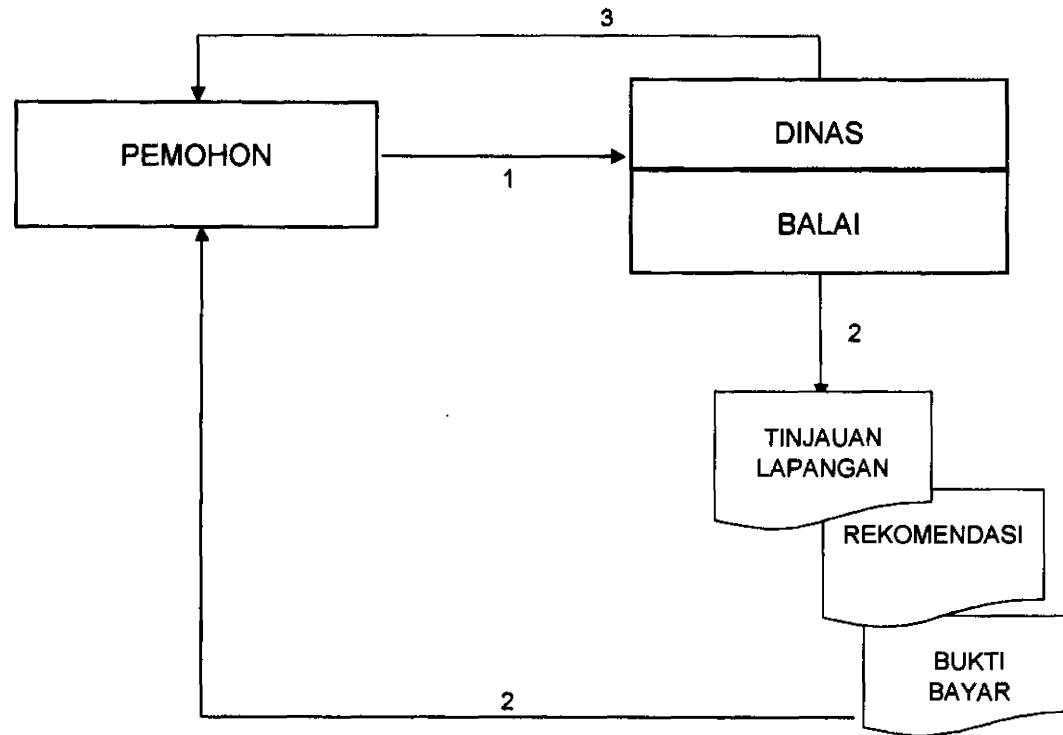 3
PEMOHON
1
DINAS
BALAI
2
TINJAUAN
LAPANGAN
REKOMENDASI
BUKTI
BAYAR
2